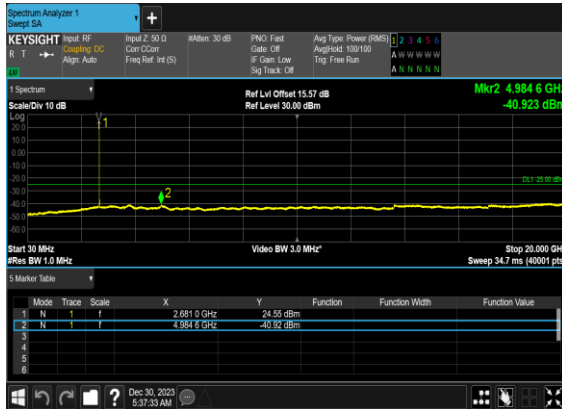 Spectrum Analyzer 1
Swept SA
KEYSIGHT Input: RF Input Z: 50 Ω #Atten: 30 dB PNO: Fast Avg Type: Power (RMS) 1 2 3 4 5 6
R T Coupling: DC Corr CCorr Gate: Off Avg|Hold: 100/100 A W W W W W
Align: Auto Freq Ref: Int (S) IF Gain: Low Trig: Free Run
LXI Sig Track: Off A N N N N N
1 Spectrum Ref Lvl Offset 15.57 dB Mkr2 4.984 6 GHz
Scale/Div 10 dB Ref Level 30.00 dBm -40.923 dBm
Log
20.0
10.0
0.00
-10.0
-20.0
-30.0
-40.0
-50.0
-60.0
1
2
DL1 -25.00 dBm
Start 30 MHz Video BW 3.0 MHz* Stop 20.000 GHz
#Res BW 1.0 MHz Sweep 34.7 ms (40001 pts)
5 Marker Table
Mode Trace Scale X Y Function Function Width Function Value
1 N 1 f 2.681 0 GHz 24.55 dBm
2 N 1 f 4.984 6 GHz -40.92 dBm
3
4
5
6
? Dec 30, 2023
5:37:33 AM